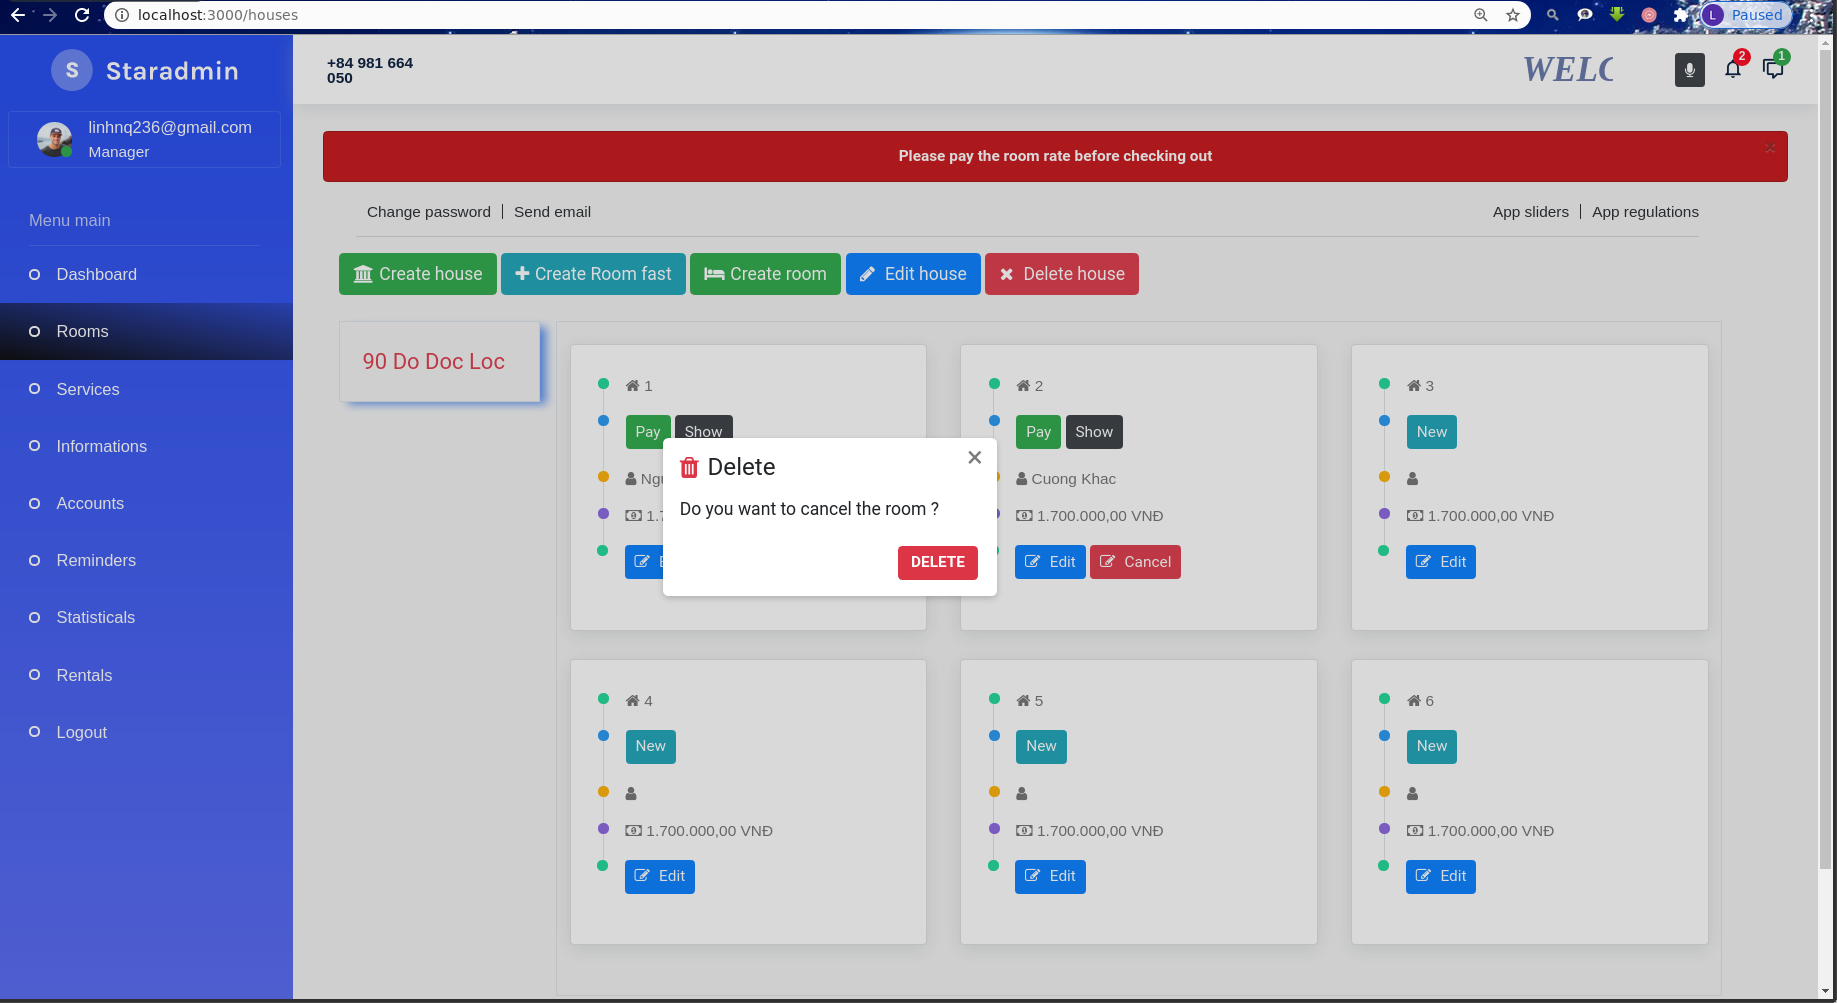 localhost:3000/houses
L Paused
S Staradmin
linhnq236@gmail.com
Manager
Menu main
Dashboard
Rooms
Services
Informations
Accounts
Reminders
Statisticals
Rentals
Logout
+84 981 664
050
WELC
2
1
Please pay the room rate before checking out
×
Change password | Send email
App sliders | App regulations
Create house
Create Room fast
Create room
Edit house
Delete house
90 Do Doc Loc
1
Pay Show
Ngu
1.7
E
2
Pay Show
Cuong Khac
1.700.000,00 VNĐ
Edit Cancel
3
New
1.700.000,00 VNĐ
Edit
Delete
×
Do you want to cancel the room ?
DELETE
4
New
1.700.000,00 VNĐ
Edit
5
New
1.700.000,00 VNĐ
Edit
6
New
1.700.000,00 VNĐ
Edit